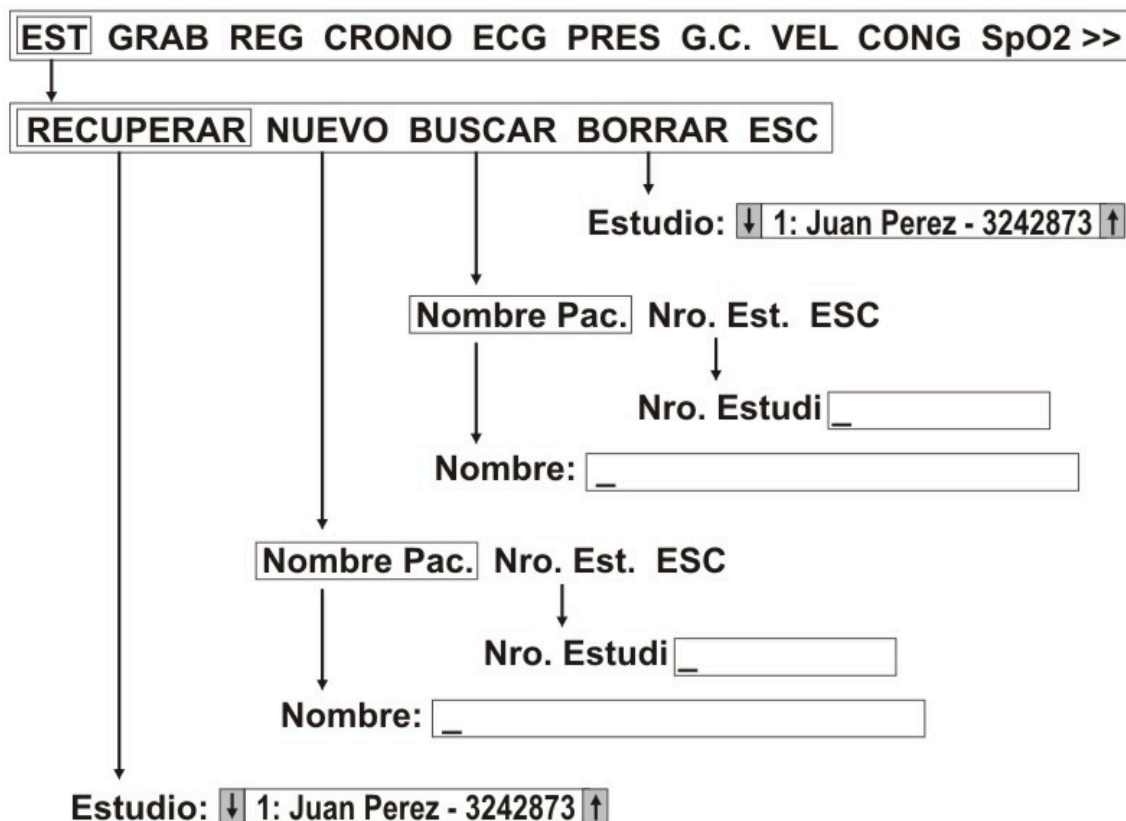 EST GRAB REG CRONO ECG PRES G.C. VEL CONG SpO2 >>
RECUPERAR NUEVO BUSCAR BORRAR ESC
Estudio: ↓ 1: Juan Perez - 3242873 ↑
Nombre Pac. Nro. Est. ESC
Nro. Estudi _
Nombre: _
Nombre Pac. Nro. Est. ESC
Nro. Estudi _
Nombre: _
Estudio: ↓ 1: Juan Perez - 3242873 ↑